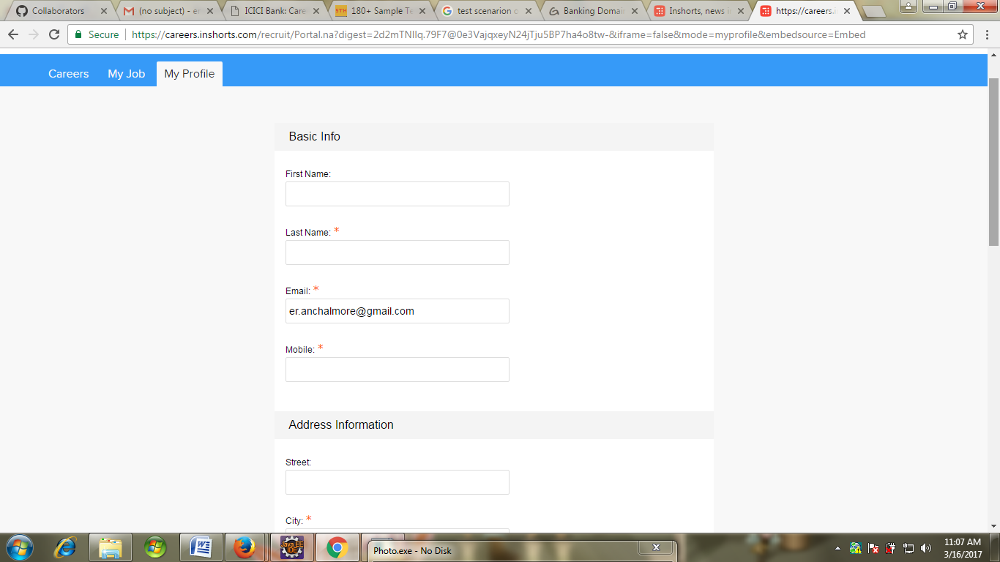 Collaborators
(no subject) - er
ICICI Bank: Care
STH 180+ Sample Te
test scenarion o
Banking Domai
Inshorts, news i
https://careers.i
Secure https://careers.inshorts.com/recruit/Portal.na?digest=2d2mTNIlq.79F7@0e3VajqxeyN24jTju5BP7ha4o8tw-&iframe=false&mode=myprofile&embedsource=Embed
Careers My Job My Profile
Basic Info
First Name:
Last Name: *
Email: *
er.anchalmore@gmail.com
Mobile: *
Address Information
Street:
City: *
Java EE
IDE
Photo.exe - No Disk
11:07 AM
3/16/2017